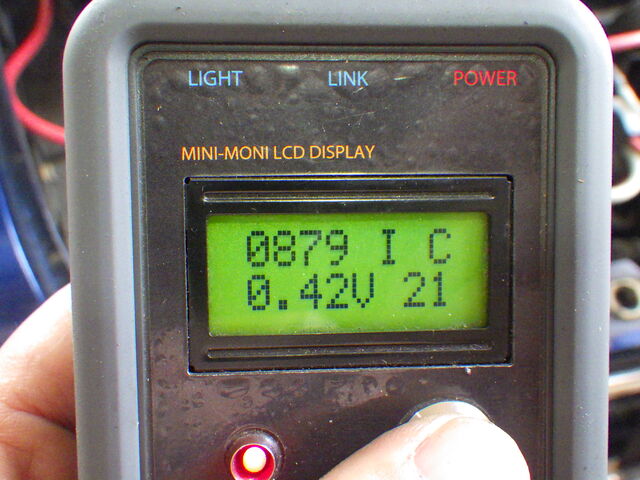 LIGHT LINK POWER
MINI-MONI LCD DISPLAY
0879 I C
0.42V 21